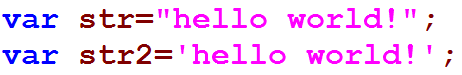 var str="hello world!";
var str2='hello world!';